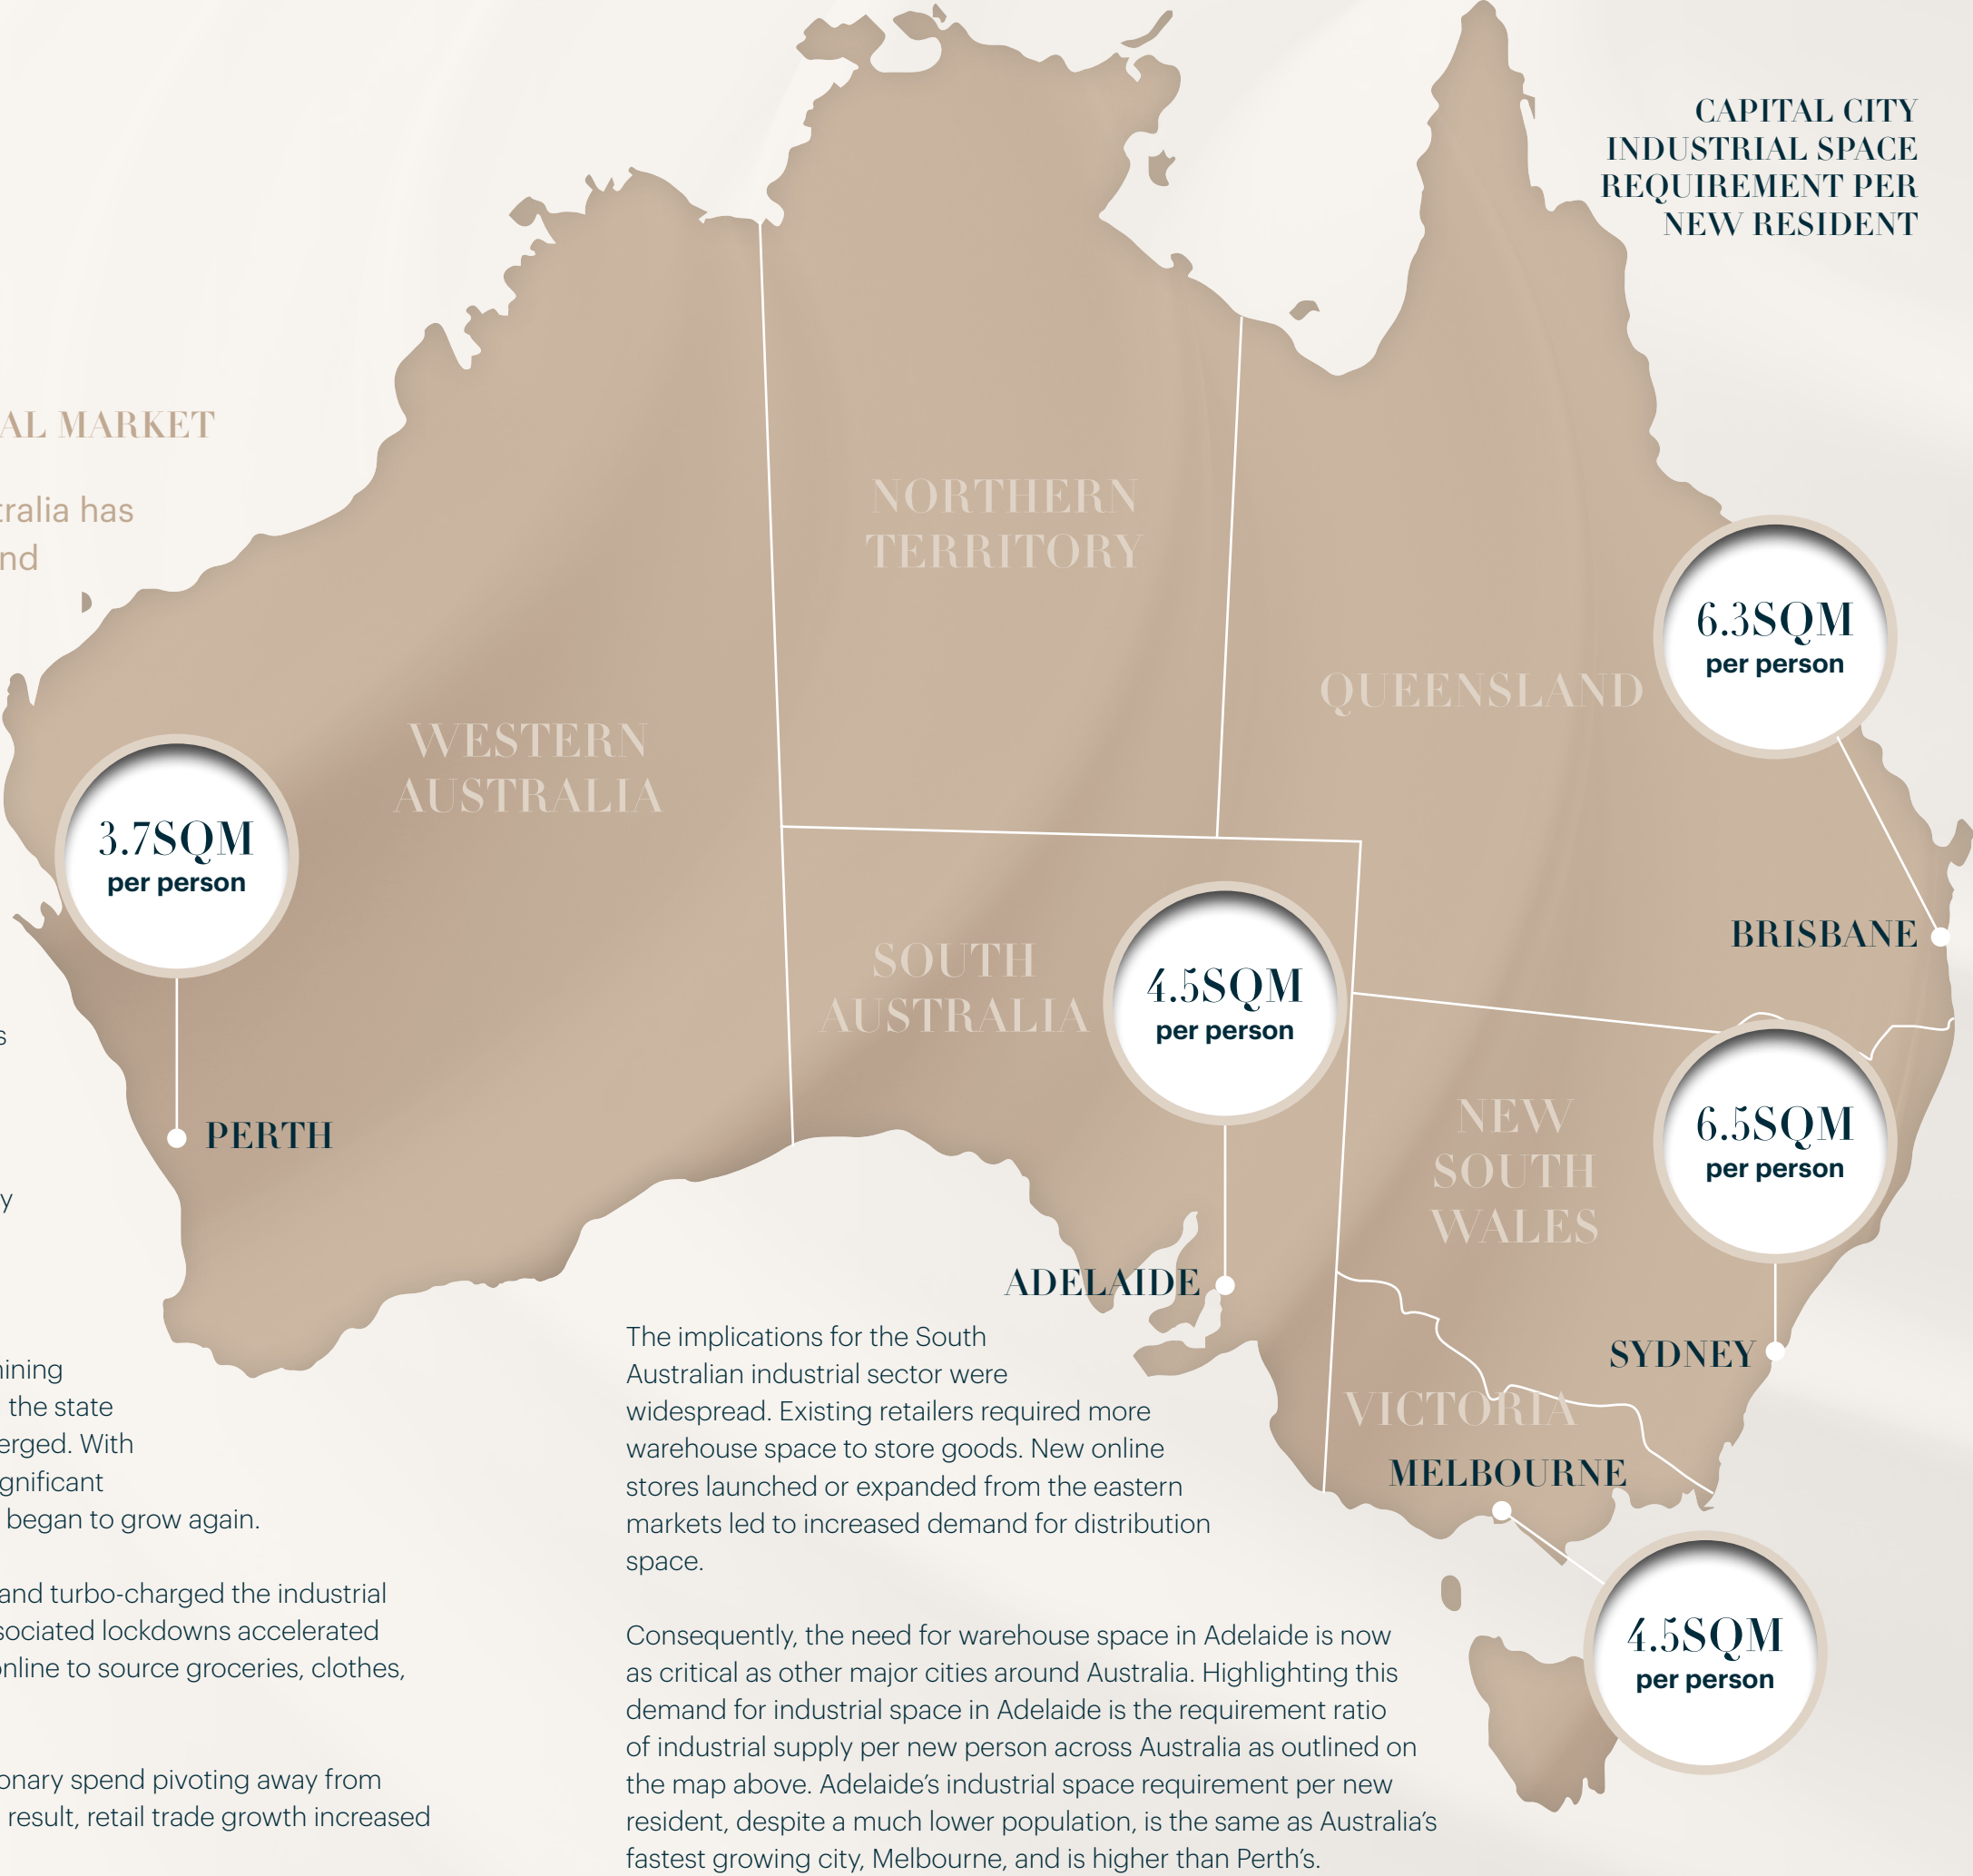 CAPITAL CITY
INDUSTRIAL SPACE
REQUIREMENT PER
NEW RESIDENT
AL MARKET
tralia has
nd
NORTHERN
TERRITORY
6.3SQM
per person
QUEENSLAND
WESTERN
AUSTRALIA
3.7SQM
per person
BRISBANE
SOUTH
AUSTRALIA
4.5SQM
per person
s
NEW
SOUTH
WALES
6.5SQM
per person
PERTH
y
ADELAIDE
SYDNEY
VICTORIA
MELBOURNE
4.5SQM
per person
ining
the state
erged. With
gnificant
began to grow again.
and turbo-charged the industrial
sociated lockdowns accelerated
online to source groceries, clothes,
onary spend pivoting away from
result, retail trade growth increased
The implications for the South
Australian industrial sector were
widespread. Existing retailers required more
warehouse space to store goods. New online
stores launched or expanded from the eastern
markets led to increased demand for distribution
space.
Consequently, the need for warehouse space in Adelaide is now
as critical as other major cities around Australia. Highlighting this
demand for industrial space in Adelaide is the requirement ratio
of industrial supply per new person across Australia as outlined on
the map above. Adelaide’s industrial space requirement per new
resident, despite a much lower population, is the same as Australia’s
fastest growing city, Melbourne, and is higher than Perth’s.